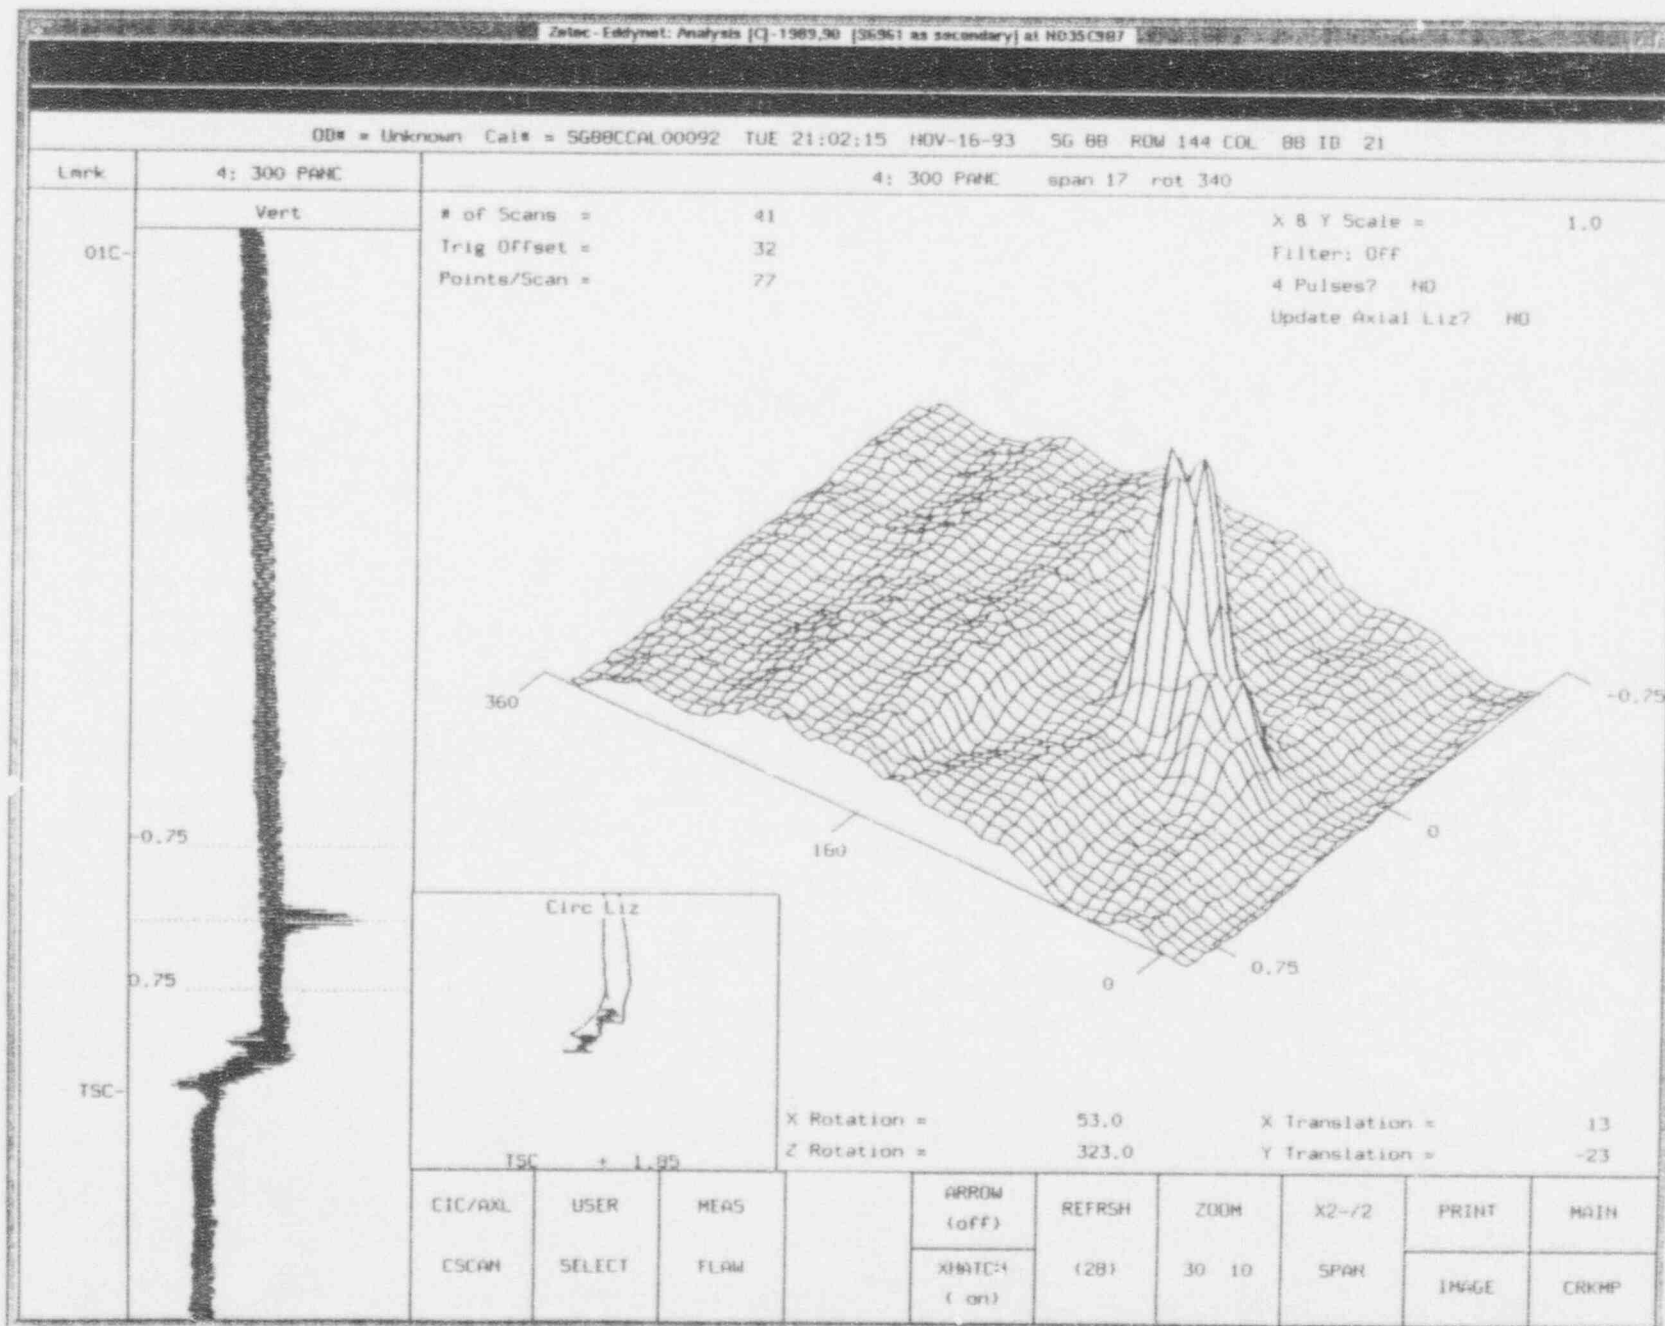 Zetec-Eddynet: Analysis [C]-1989,90 [S6961 as secondary] at
OD# = Unknown Cal# = SG88CCAL00092 TUE 21:02:15 NOV-16-93 SG 88 ROW 144 COL 88 ID 21
Lmrk 4: 300 PANC 4: 300 PANC span 17 rot 340
Vert
# of Scans = 41
Trig Offset = 32
Points/Scan = 77
X & Y Scale = 1.0
Filter: Off
4 Pulses? NO
Update Axial Liz? NO
01C-
-0.75
0.75
TSC-
360
160
0
-0.75
0
0.75
Circ Liz
TSC + 1.85
X Rotation = 53.0 X Translation = 13
Z Rotation = 323.0 Y Translation = -23
CIC/AXL
CSCAN
USER
SELECT
MEAS
FLAW
ARROW
(off)
XMATCH
( on)
REFRSH
(28)
ZOOM
30 10
X2-/2
SPAN
PRINT
IMAGE
MAIN
CRKMP